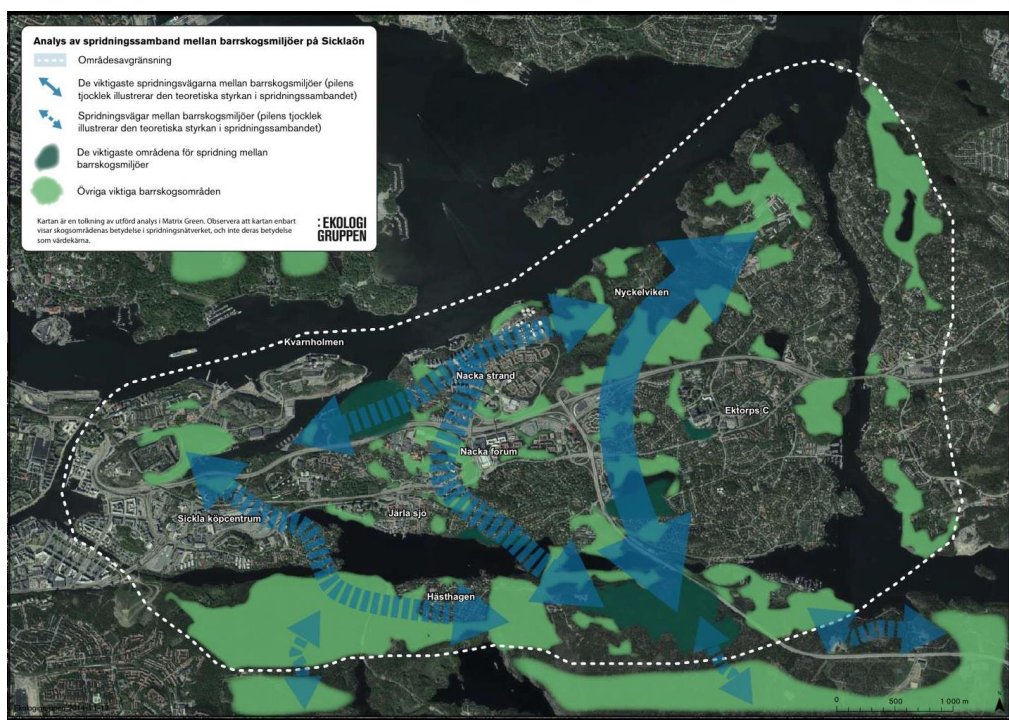 Analys av spridningssamband mellan barrskogsmiljöer på Sicklaön
Områdesavgränsning
De viktigaste spridningsvägarna mellan barrskogsmiljöer (pilens
tjocklek illustrerar den teoretiska styrkan i spridningssambandet)
Spridningsvägar mellan barrskogsmiljöer (pilens tjocklek
illustrerar den teoretiska styrkan i spridningssambandet)
De viktigaste områdena för spridning mellan
barrskogsmiljöer
Övriga viktiga barrskogsområden
Kartan är en tolkning av utförd analys i Matrix Green. Observera att kartan enbart
visar skogsområdenas betydelse i spridningsnätverket, och inte deras betydelse
som värdekärna.
:EKOLOGI
GRUPPEN
Nyckelviken
Kvarnholmen
Nacka strand
Ektorps C
Nacka forum
Sickla köpcentrum
Järla sjö
Hästhagen
0 500 1 000 m